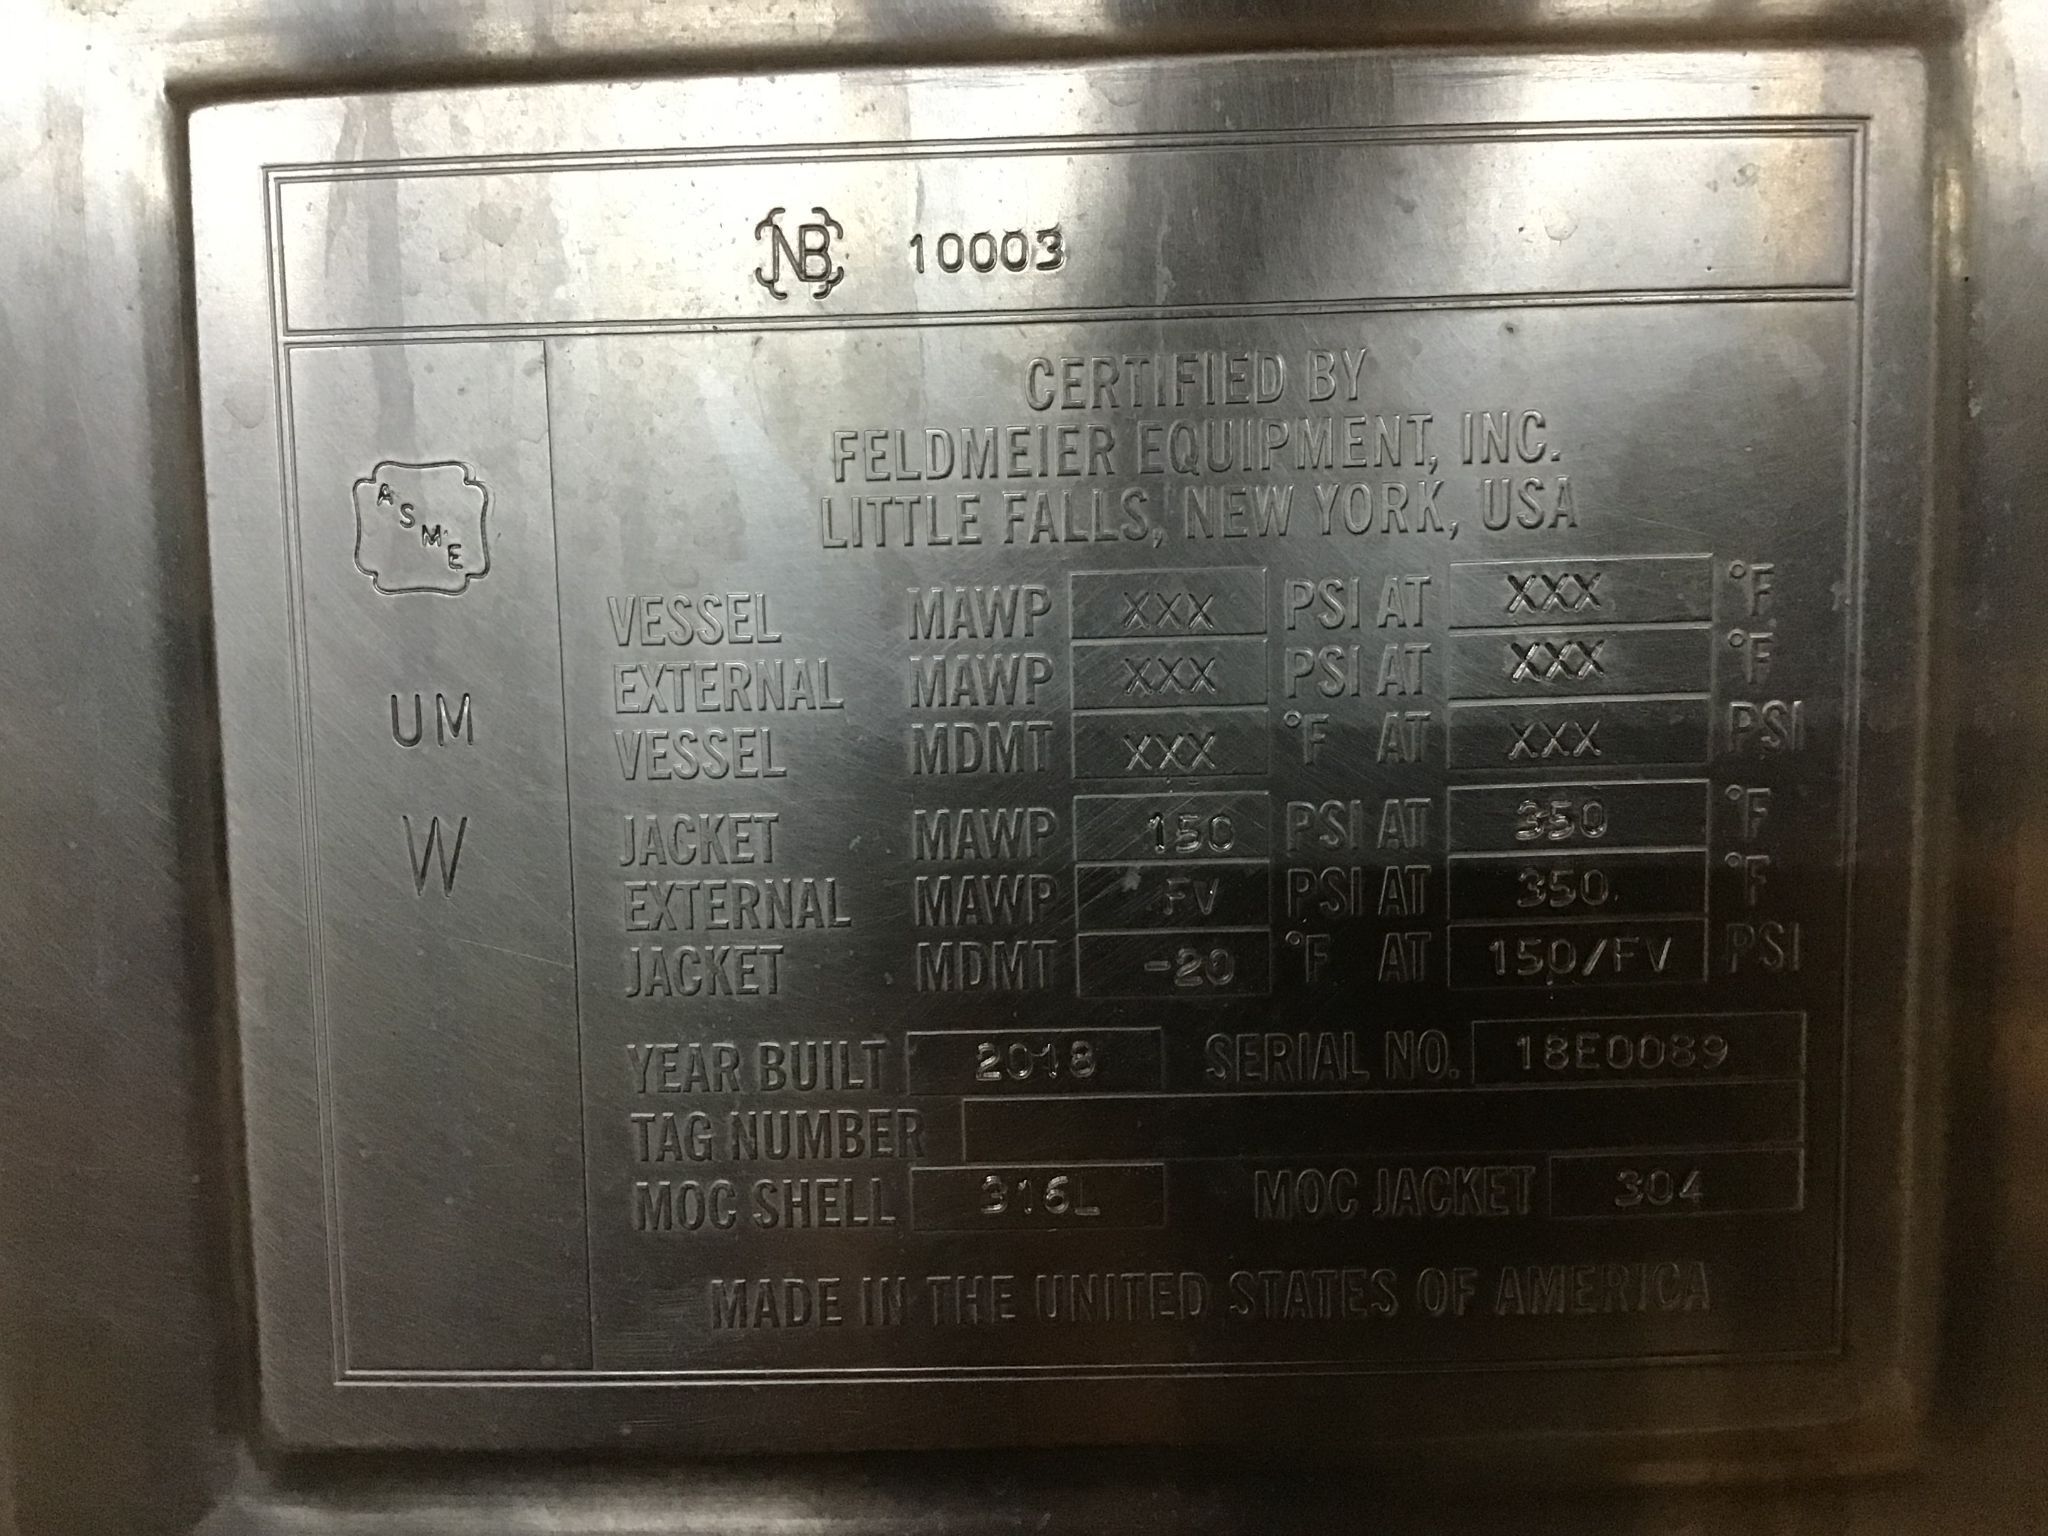 NB 10003
CERTIFIED BY
FELDMEIER EQUIPMENT, INC.
LITTLE FALLS, NEW YORK, USA
ASME
UM
W
VESSEL MAWP XXX PSI AT XXX °F
EXTERNAL MAWP XXX PSI AT XXX °F
VESSEL MDMT XXX °F AT XXX PSI
JACKET MAWP 150 PSI AT 350 °F
EXTERNAL MAWP FV PSI AT 350 °F
JACKET MDMT -20 °F AT 150/FV PSI
YEAR BUILT 2018 SERIAL NO. 18E0089
TAG NUMBER
MOC SHELL 316L MOC JACKET 304
MADE IN THE UNITED STATES OF AMERICA